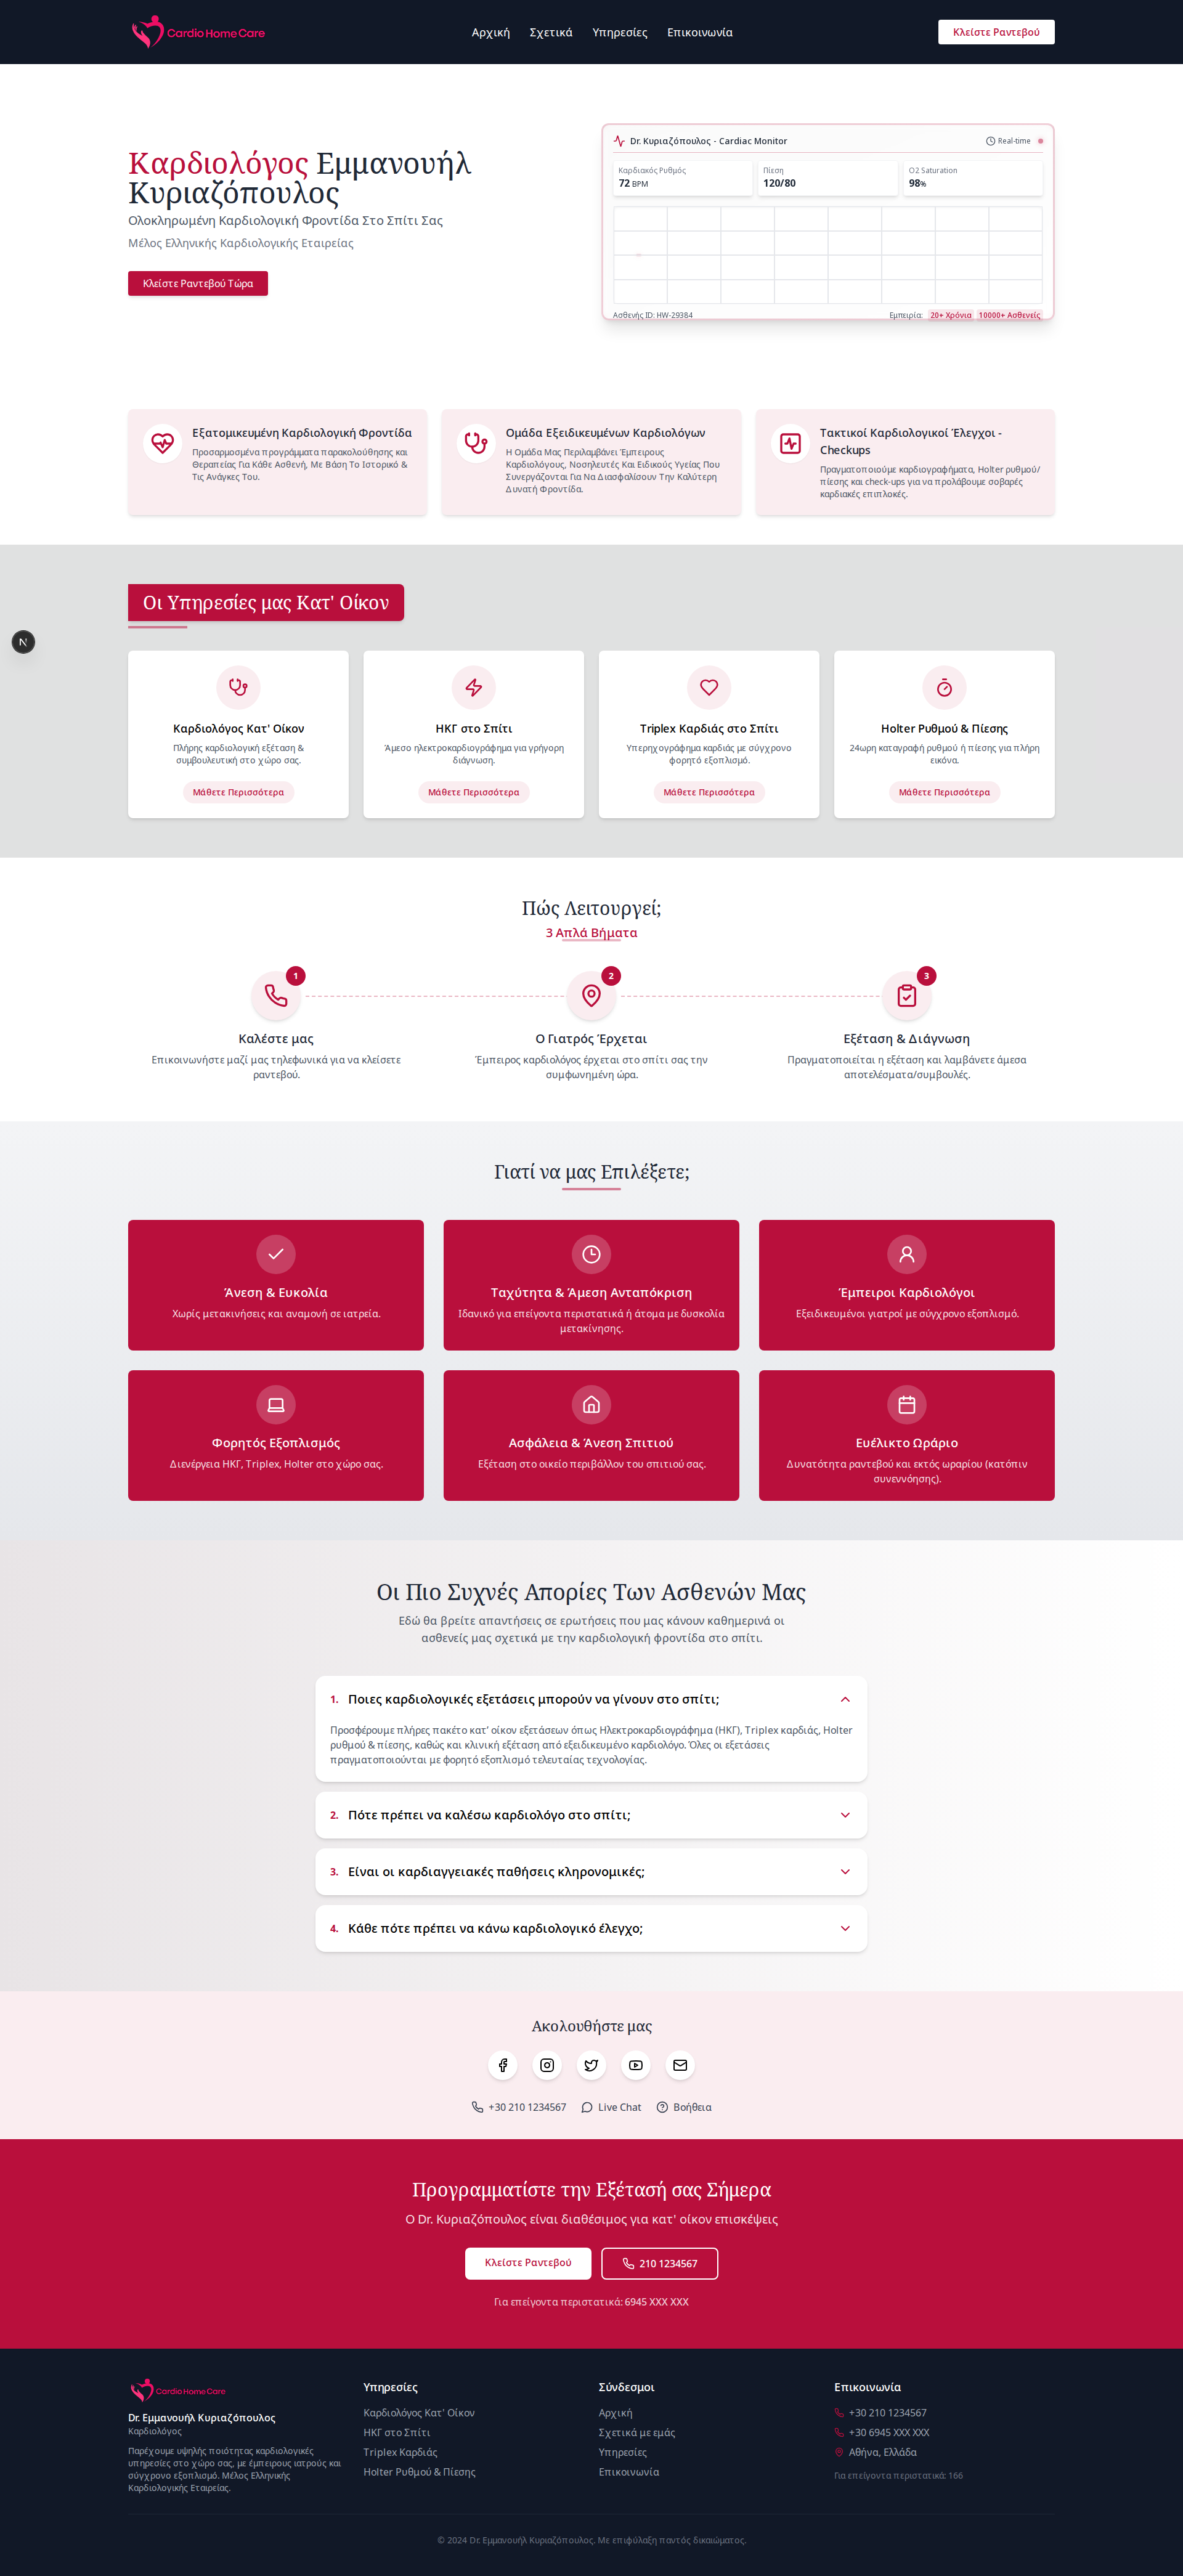 Cardio Home Care
Αρχική
Σχετικά
Υπηρεσίες
Επικοινωνία
Κλείστε Ραντεβού
Καρδιολόγος Εμμανουήλ
Κυριαζόπουλος
Ολοκληρωμένη Καρδιολογική Φροντίδα Στο Σπίτι Σας
Μέλος Ελληνικής Καρδιολογικής Εταιρείας
Κλείστε Ραντεβού Τώρα
Dr. Κυριαζόπουλος - Cardiac Monitor
Real-time
Καρδιακός Ρυθμός
72 BPM
Πίεση
120/80
O2 Saturation
98%
Ασθενής ID: HW-29384
Εμπειρία: 20+ Χρόνια 10000+ Ασθενείς
Εξατομικευμένη Καρδιολογική Φροντίδα
Προσαρμοσμένα προγράμματα παρακολούθησης και
Θεραπείας Για Κάθε Ασθενή, Με Βάση Το Ιστορικό &
Τις Ανάγκες Του.
Ομάδα Εξειδικευμένων Καρδιολόγων
Η Ομάδα Μας Περιλαμβάνει Έμπειρους
Καρδιολόγους, Νοσηλευτές Και Ειδικούς Υγείας Που
Συνεργάζονται Για Να Διασφαλίσουν Την Καλύτερη
Δυνατή Φροντίδα.
Τακτικοί Καρδιολογικοί Έλεγχοι -
Checkups
Πραγματοποιούμε καρδιογραφήματα, Holter ρυθμού/
πίεσης και check-ups για να προλάβουμε σοβαρές
καρδιακές επιπλοκές.
Οι Υπηρεσίες μας Κατ' Οίκον
Καρδιολόγος Κατ' Οίκον
Πλήρης καρδιολογική εξέταση &
συμβουλευτική στο χώρο σας.
Μάθετε Περισσότερα
ΗΚΓ στο Σπίτι
Άμεσο ηλεκτροκαρδιογράφημα για γρήγορη
διάγνωση.
Μάθετε Περισσότερα
Triplex Καρδιάς στο Σπίτι
Υπερηχογράφημα καρδιάς με σύγχρονο
φορητό εξοπλισμό.
Μάθετε Περισσότερα
Holter Ρυθμού & Πίεσης
24ωρη καταγραφή ρυθμού ή πίεσης για πλήρη
εικόνα.
Μάθετε Περισσότερα
Πώς Λειτουργεί;
3 Απλά Βήματα
1
Καλέστε μας
Επικοινωνήστε μαζί μας τηλεφωνικά για να κλείσετε
ραντεβού.
2
Ο Γιατρός Έρχεται
Έμπειρος καρδιολόγος έρχεται στο σπίτι σας την
συμφωνημένη ώρα.
3
Εξέταση & Διάγνωση
Πραγματοποιείται η εξέταση και λαμβάνετε άμεσα
αποτελέσματα/συμβουλές.
Γιατί να μας Επιλέξετε;
Άνεση & Ευκολία
Χωρίς μετακινήσεις και αναμονή σε ιατρεία.
Ταχύτητα & Άμεση Ανταπόκριση
Ιδανικό για επείγοντα περιστατικά ή άτομα με δυσκολία
μετακίνησης.
Έμπειροι Καρδιολόγοι
Εξειδικευμένοι γιατροί με σύγχρονο εξοπλισμό.
Φορητός Εξοπλισμός
Διενέργεια ΗΚΓ, Triplex, Holter στο χώρο σας.
Ασφάλεια & Άνεση Σπιτιού
Εξέταση στο οικείο περιβάλλον του σπιτιού σας.
Ευέλικτο Ωράριο
Δυνατότητα ραντεβού και εκτός ωραρίου (κατόπιν
συνεννόησης).
Οι Πιο Συχνές Απορίες Των Ασθενών Μας
Εδώ θα βρείτε απαντήσεις σε ερωτήσεις που μας κάνουν καθημερινά οι
ασθενείς μας σχετικά με την καρδιολογική φροντίδα στο σπίτι.
1. Ποιες καρδιολογικές εξετάσεις μπορούν να γίνουν στο σπίτι;
Προσφέρουμε πλήρες πακέτο κατ' οίκον εξετάσεων όπως Ηλεκτροκαρδιογράφημα (ΗΚΓ), Triplex καρδιάς, Holter
ρυθμού & πίεσης, καθώς και κλινική εξέταση από εξειδικευμένο καρδιολόγο. Όλες οι εξετάσεις
πραγματοποιούνται με φορητό εξοπλισμό τελευταίας τεχνολογίας.
2. Πότε πρέπει να καλέσω καρδιολόγο στο σπίτι;
3. Είναι οι καρδιαγγειακές παθήσεις κληρονομικές;
4. Κάθε πότε πρέπει να κάνω καρδιολογικό έλεγχο;
Ακολουθήστε μας
+30 210 1234567
Live Chat
Βοήθεια
Προγραμματίστε την Εξέτασή σας Σήμερα
Ο Dr. Κυριαζόπουλος είναι διαθέσιμος για κατ' οίκον επισκέψεις
Κλείστε Ραντεβού
210 1234567
Για επείγοντα περιστατικά: 6945 XXX XXX
Cardio Home Care
Dr. Εμμανουήλ Κυριαζόπουλος
Καρδιολόγος
Παρέχουμε υψηλής ποιότητας καρδιολογικές
υπηρεσίες στο χώρο σας, με έμπειρους ιατρούς και
σύγχρονο εξοπλισμό. Μέλος Ελληνικής
Καρδιολογικής Εταιρείας.
Υπηρεσίες
Καρδιολόγος Κατ' Οίκον
ΗΚΓ στο Σπίτι
Triplex Καρδιάς
Holter Ρυθμού & Πίεσης
Σύνδεσμοι
Αρχική
Σχετικά με εμάς
Υπηρεσίες
Επικοινωνία
Επικοινωνία
+30 210 1234567
+30 6945 XXX XXX
Αθήνα, Ελλάδα
Για επείγοντα περιστατικά: 166
© 2024 Dr. Εμμανουήλ Κυριαζόπουλος. Με επιφύλαξη παντός δικαιώματος.